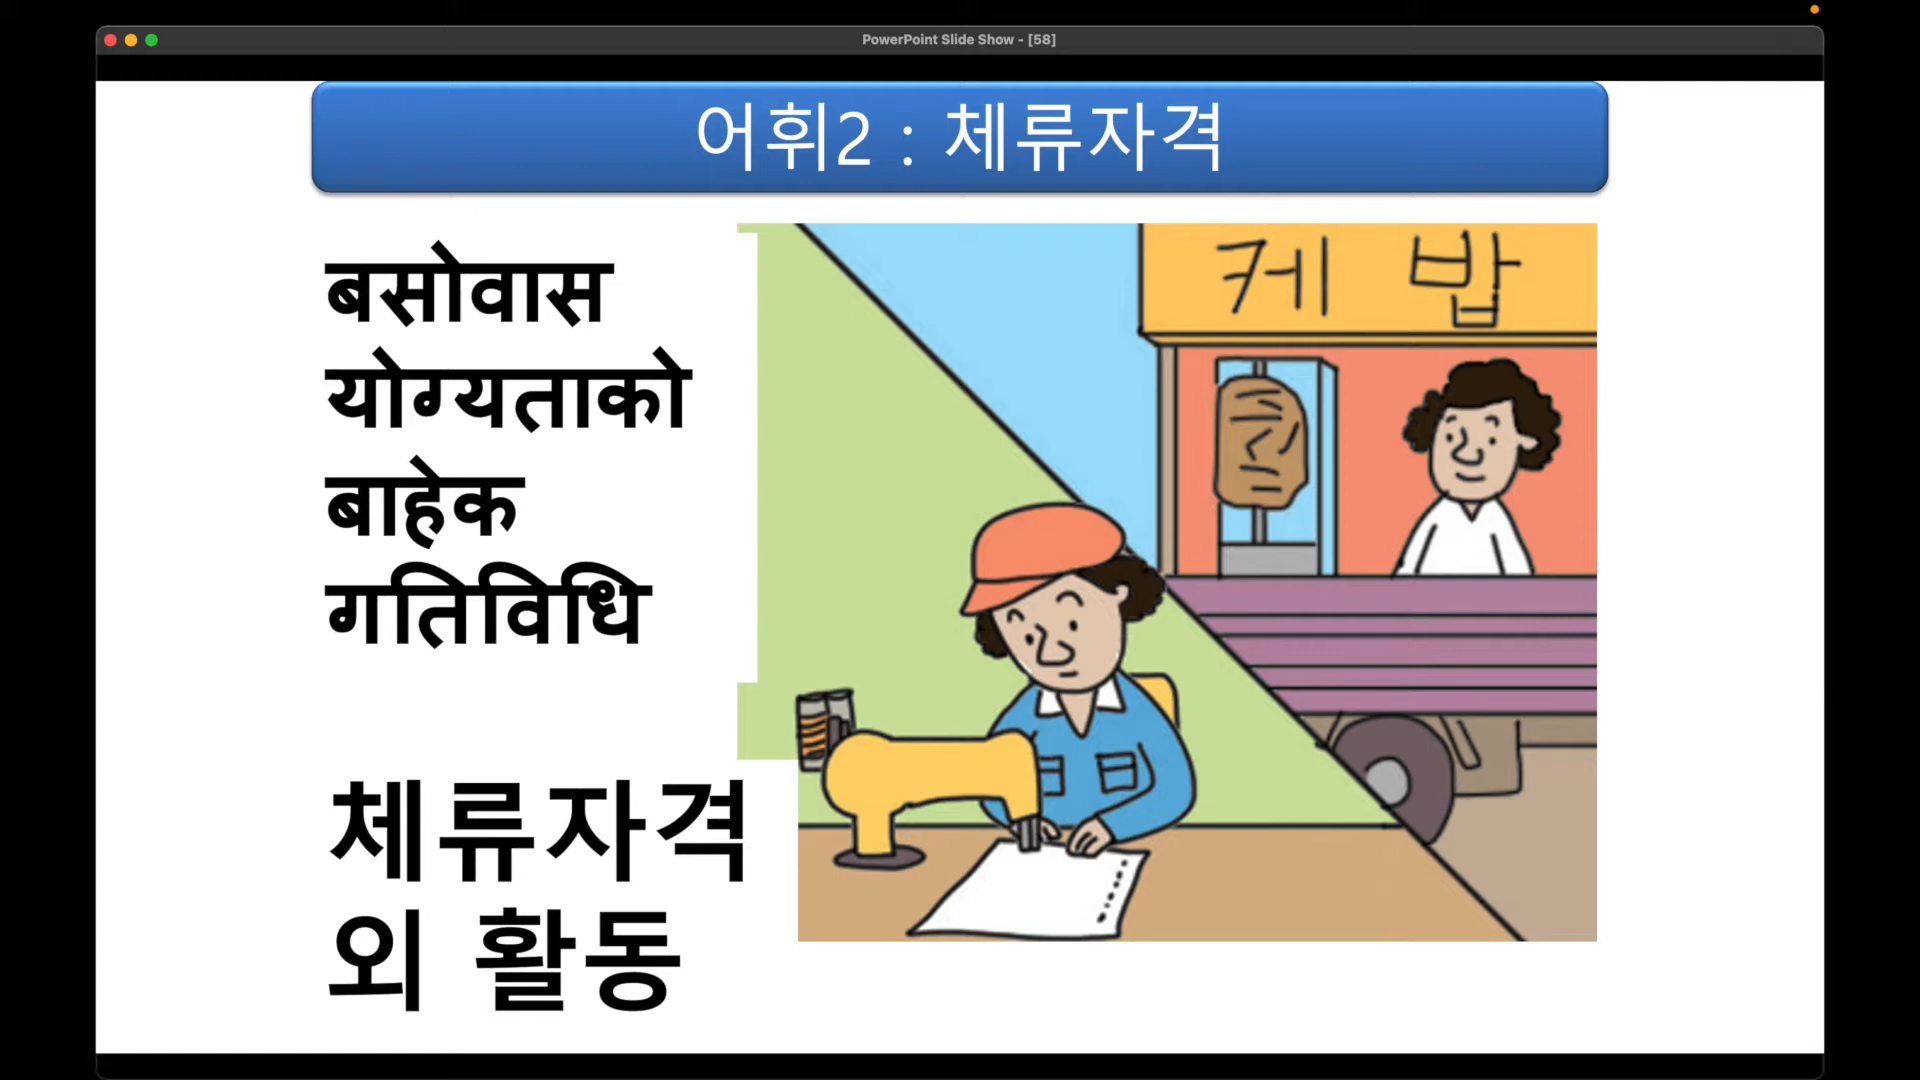 PowerPoint Slide Show - [58]
어휘2 : 체류자격
बसोवास
योग्यताको
बाहेक
गतिविधि
체류자격
외 활동
케 밥